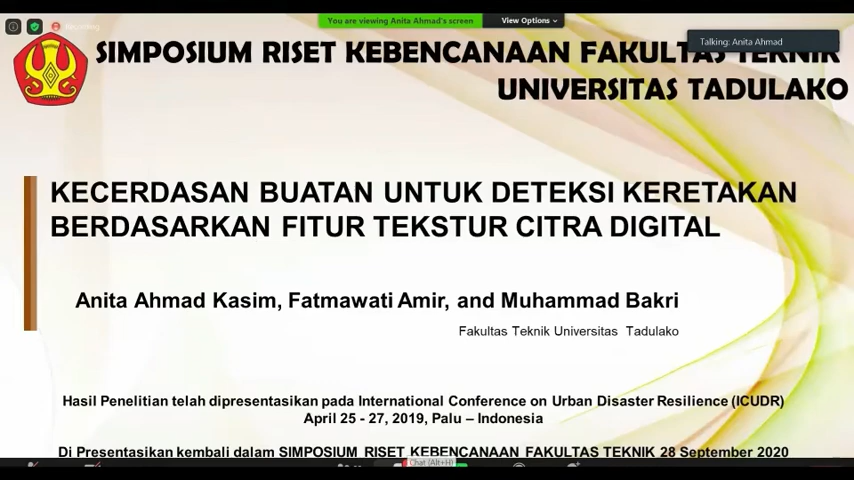 Recording
You are viewing Anita Ahmad's screen
View Options
Talking: Anita Ahmad
SIMPOSIUM RISET KEBENCANAAN FAKULTAS TEKNIK
UNIVERSITAS TADULAKO
KECERDASAN BUATAN UNTUK DETEKSI KERETAKAN
BERDASARKAN FITUR TEKSTUR CITRA DIGITAL
Anita Ahmad Kasim, Fatmawati Amir, and Muhammad Bakri
Fakultas Teknik Universitas Tadulako
Hasil Penelitian telah dipresentasikan pada International Conference on Urban Disaster Resilience (ICUDR)
April 25 - 27, 2019, Palu – Indonesia
Di Presentasikan kembali dalam SIMPOSIUM RISET KEBENCANAAN FAKULTAS TEKNIK 28 September 2020
Chat (Alt+H)